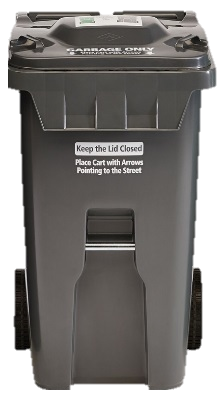 GARBAGE ONLY
Keep the Lid Closed
Place Cart with Arrows
Pointing to the Street